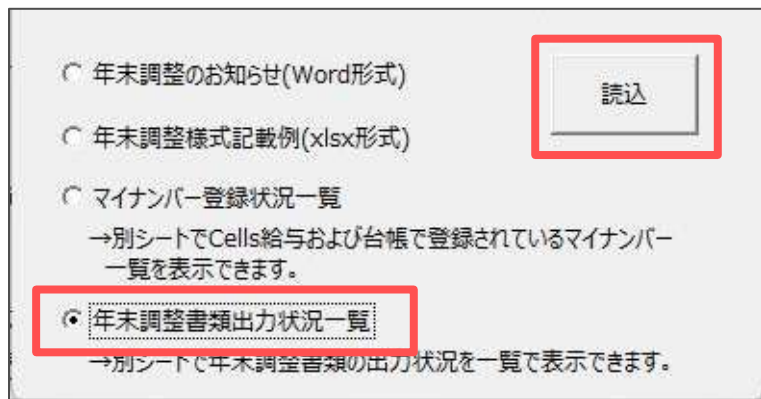 年末調整のお知らせ(Word形式)
読込
年末調整様式記載例(xlsx形式)
マイナンバー登録状況一覧
→別シートでCells給与および台帳で登録されているマイナンバー
一覧を表示できます。
年末調整書類出力状況一覧
→別シートで年末調整書類の出力状況を一覧で表示できます。